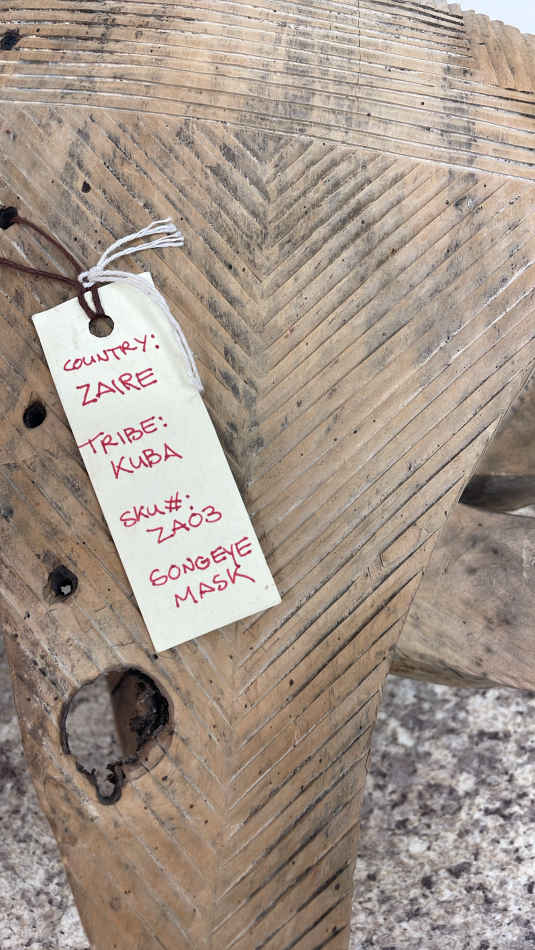 COUNTRY:
ZAIRE
TRIBE:
KUBA
SKU#:
ZA03
SONGEYE
MASK